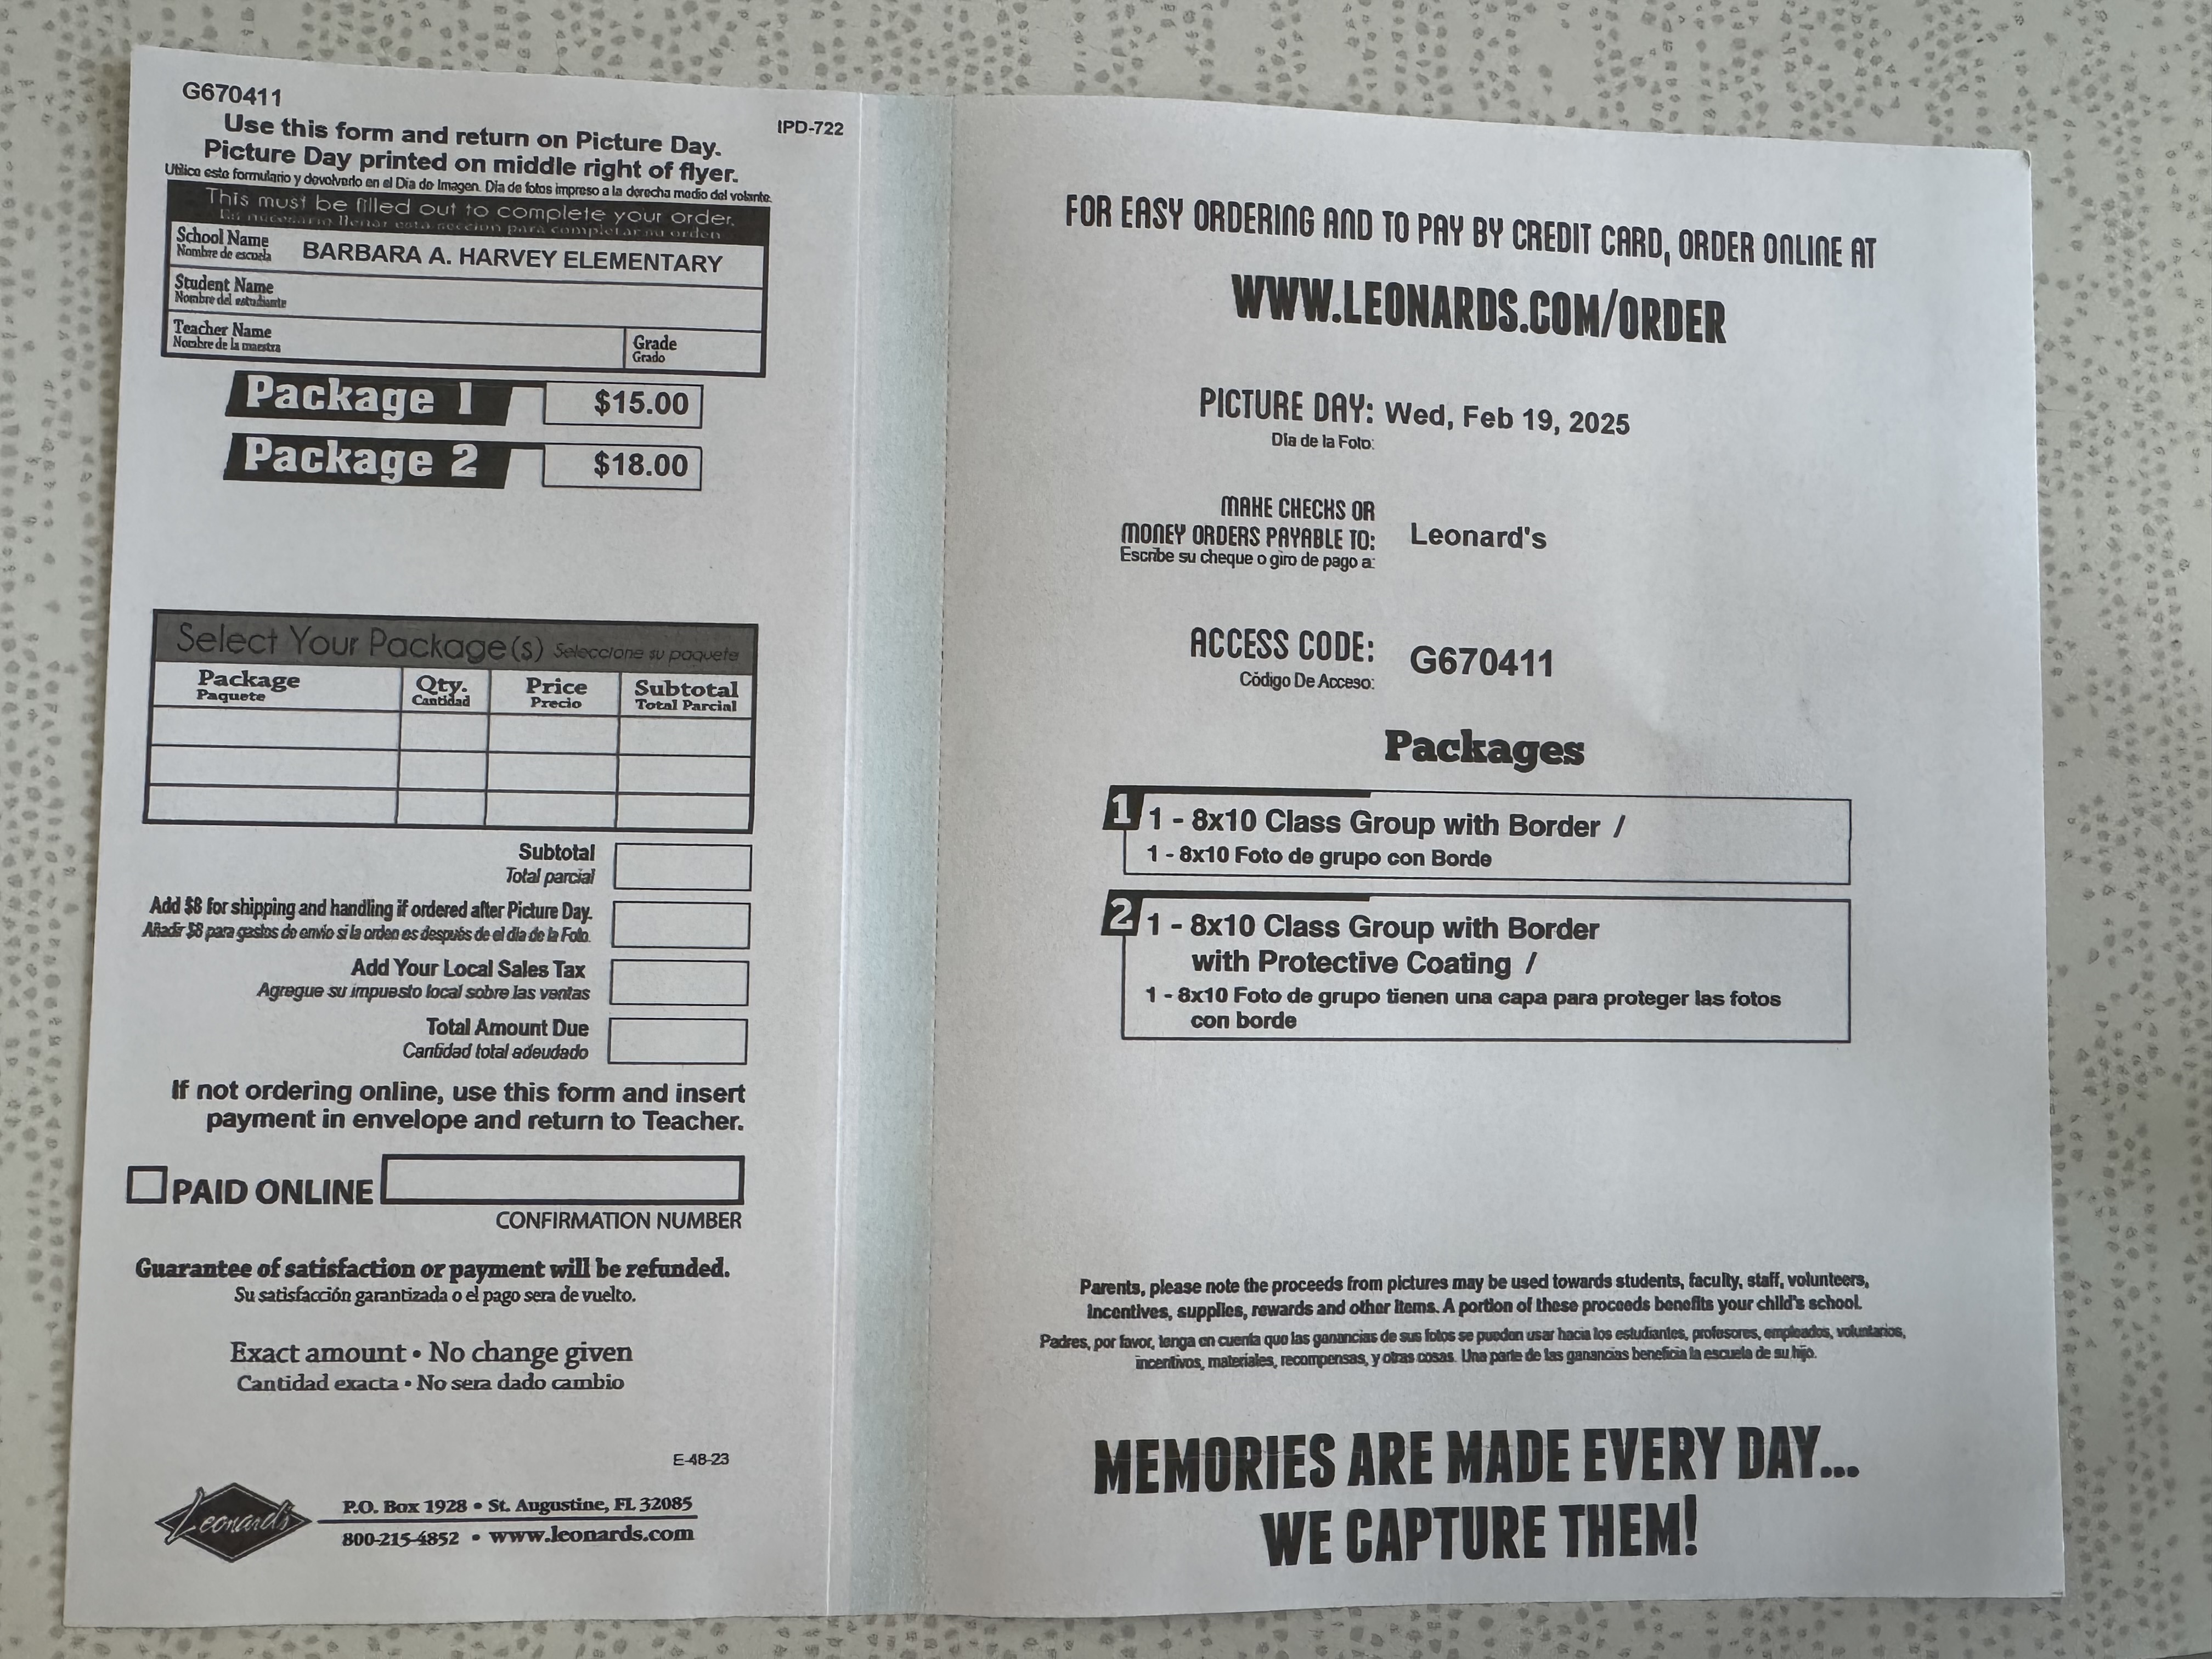 G670411
IPD-722
Use this form and return on Picture Day.
Picture Day printed on middle right of flyer.
Utilice este formulario y devolverlo en el Día de Imagen. Día de fotos impreso a la derecha medio del volante.
This must be filled out to complete your order.
Es necesario llenar esta sección para completar su orden
School Name BARBARA A. HARVEY ELEMENTARY
Nombre de escuela
Student Name
Nombre del estudiante
Teacher Name Grade
Nombre de la maestra Grado
Package 1 $15.00
Package 2 $18.00
Select Your Package(s) Seleccione su paquete
Package Qty. Price Subtotal
Paquete Cantidad Precio Total Parcial
Subtotal
Total parcial
Add $8 for shipping and handling if ordered after Picture Day.
Añadir $8 para gastos de envio si la orden es después de el dia de la Foto.
Add Your Local Sales Tax
Agregue su impuesto local sobre las ventas
Total Amount Due
Cantidad total adeudado
If not ordering online, use this form and insert
payment in envelope and return to Teacher.
PAID ONLINE
CONFIRMATION NUMBER
Guarantee of satisfaction or payment will be refunded.
Su satisfacción garantizada o el pago sera de vuelto.
Exact amount • No change given
Cantidad exacta • No sera dado cambio
E-48-23
Leonard's
P.O. Box 1928 • St. Augustine, FL 32085
800-215-4852 • www.leonards.com
FOR EASY ORDERING AND TO PAY BY CREDIT CARD, ORDER ONLINE AT
WWW.LEONARDS.COM/ORDER
PICTURE DAY: Wed, Feb 19, 2025
Día de la Foto:
MAKE CHECKS OR
MONEY ORDERS PAYABLE TO: Leonard's
Escribe su cheque o giro de pago a:
ACCESS CODE: G670411
Código De Acceso:
Packages
1 1 - 8x10 Class Group with Border /
1 - 8x10 Foto de grupo con Borde
2 1 - 8x10 Class Group with Border
with Protective Coating /
1 - 8x10 Foto de grupo tienen una capa para proteger las fotos
con borde
Parents, please note the proceeds from pictures may be used towards students, faculty, staff, volunteers,
incentives, supplies, rewards and other items. A portion of these proceeds benefits your child's school.
Padres, por favor, tenga en cuenta que las ganancias de sus fotos se pueden usar hacia los estudiantes, profesores, empleados, voluntarios,
incentivos, materiales, recompensas, y otras cosas. Una parte de las ganancias beneficia la escuela de su hijo.
MEMORIES ARE MADE EVERY DAY...
WE CAPTURE THEM!